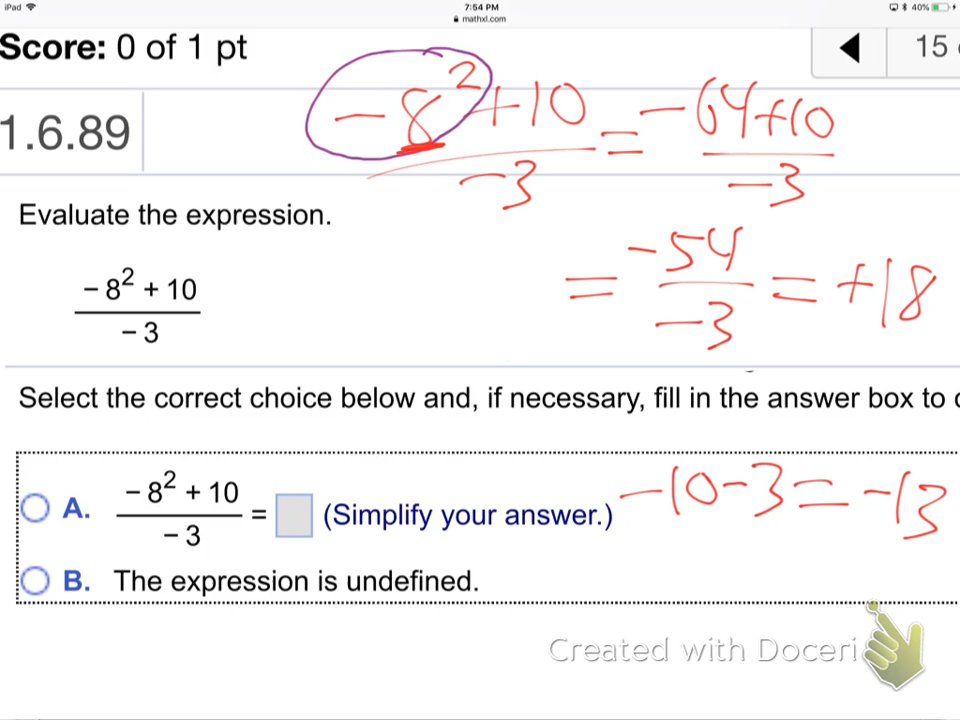 iPad 7:54 PM 40%
mathxl.com
Score: 0 of 1 pt 15
1.6.89
-8² + 10 / -3 = -64 + 10 / -3
Evaluate the expression.
= -54 / -3 = +18
-8² + 10
-3
Select the correct choice below and, if necessary, fill in the answer box to
A. -8² + 10 / -3 = (Simplify your answer.) -10 - 3 = -13
B. The expression is undefined.
Created with Doceri